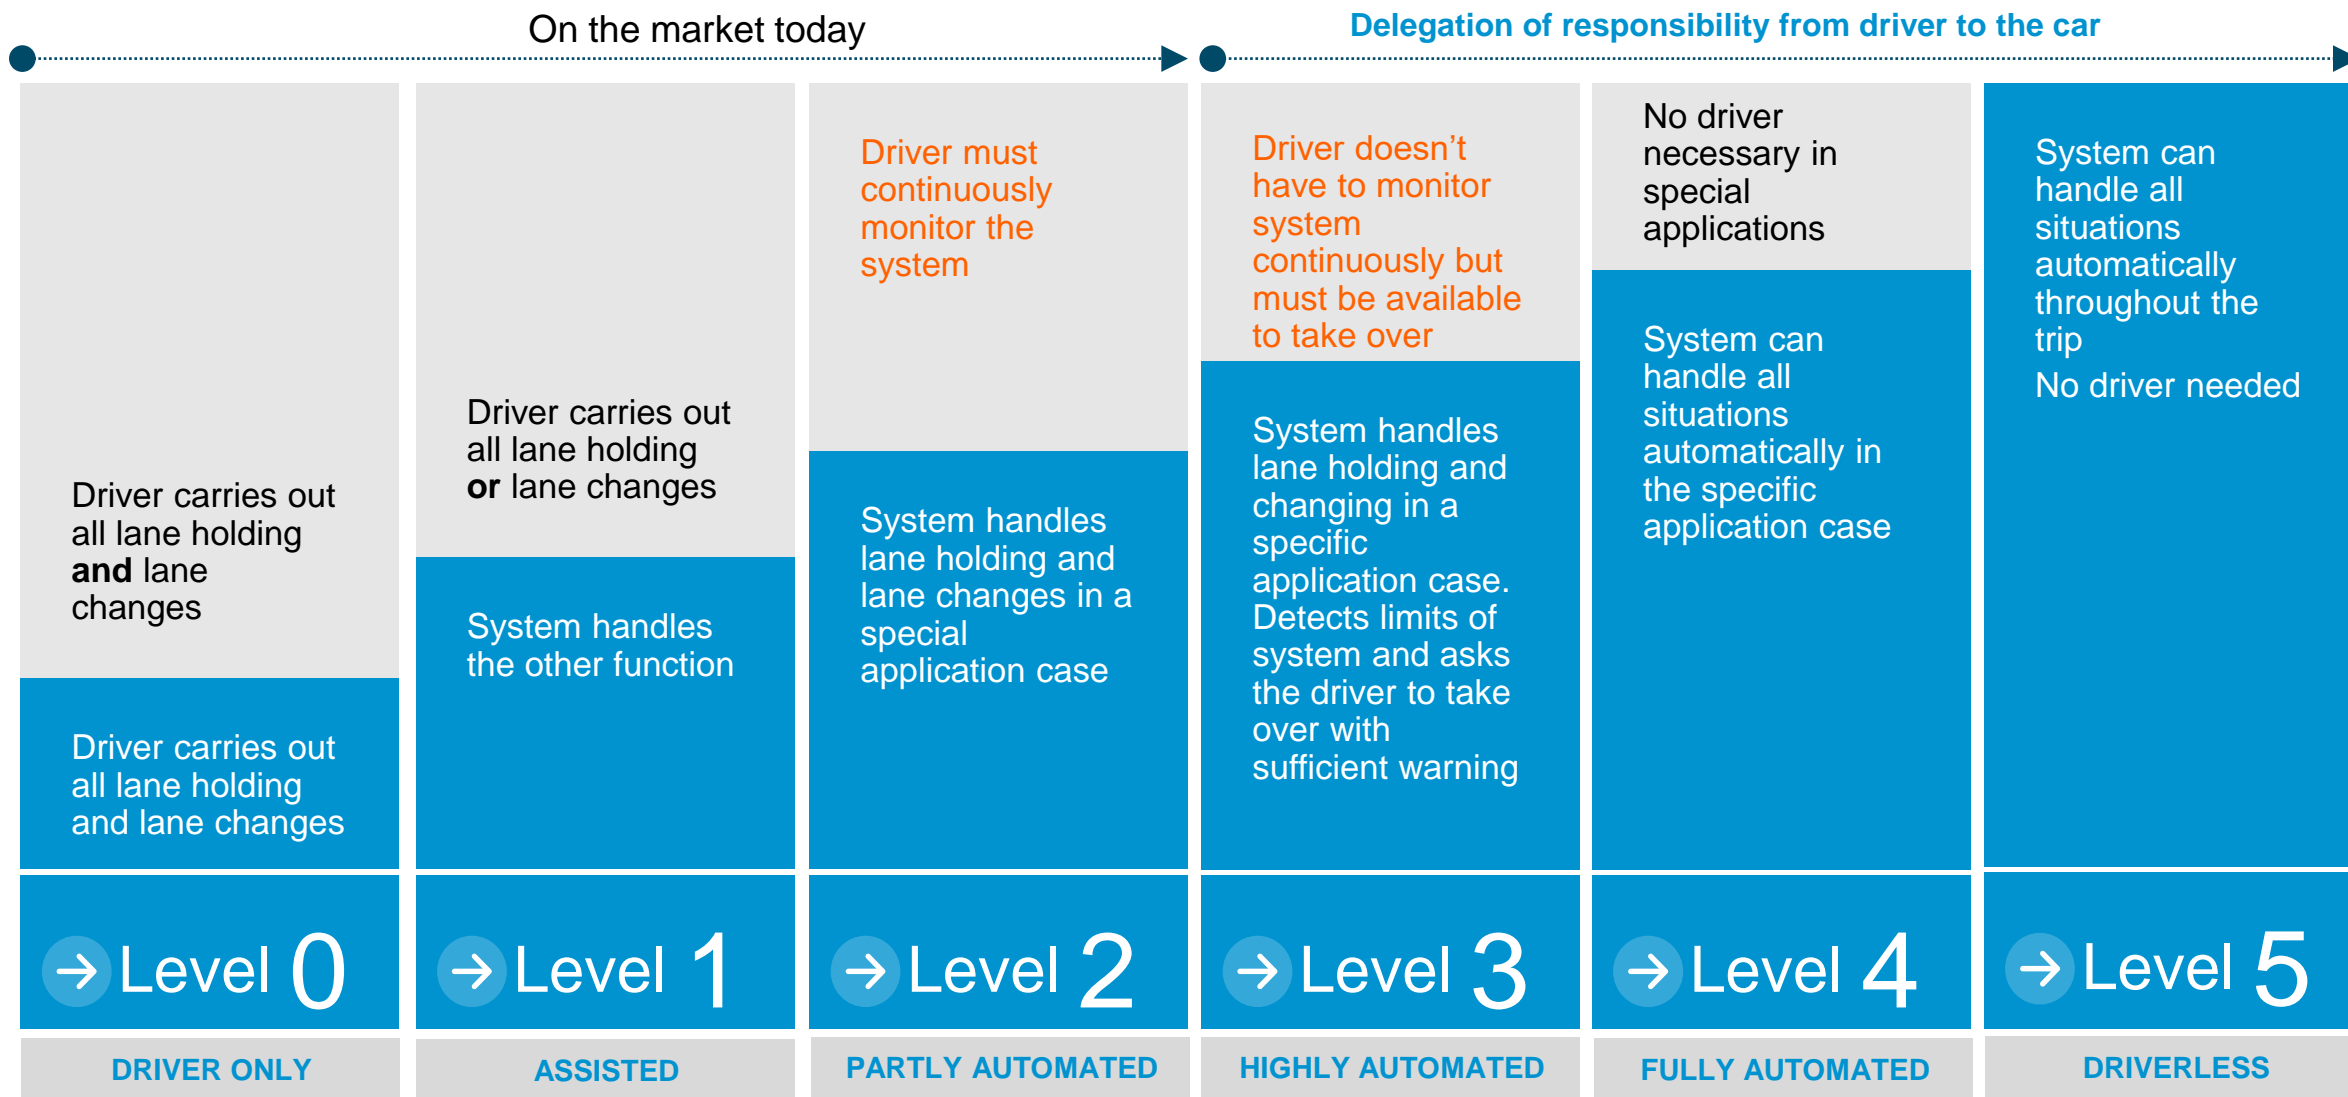 On the market today
Delegation of responsibility from driver to the car
Driver carries out
all lane holding
and lane
changes
Driver carries out
all lane holding
and lane changes
Level 0
DRIVER ONLY
Driver carries out
all lane holding
or lane changes
System handles
the other function
Level 1
ASSISTED
Driver must
continuously
monitor the
system
System handles
lane holding and
lane changes in a
special
application case
Level 2
PARTLY AUTOMATED
Driver doesn’t
have to monitor
system
continuously but
must be available
to take over
System handles
lane holding and
changing in a
specific
application case.
Detects limits of
system and asks
the driver to take
over with
sufficient warning
Level 3
HIGHLY AUTOMATED
No driver
necessary in
special
applications
System can
handle all
situations
automatically in
the specific
application case
Level 4
FULLY AUTOMATED
System can
handle all
situations
automatically
throughout the
trip
No driver needed
Level 5
DRIVERLESS